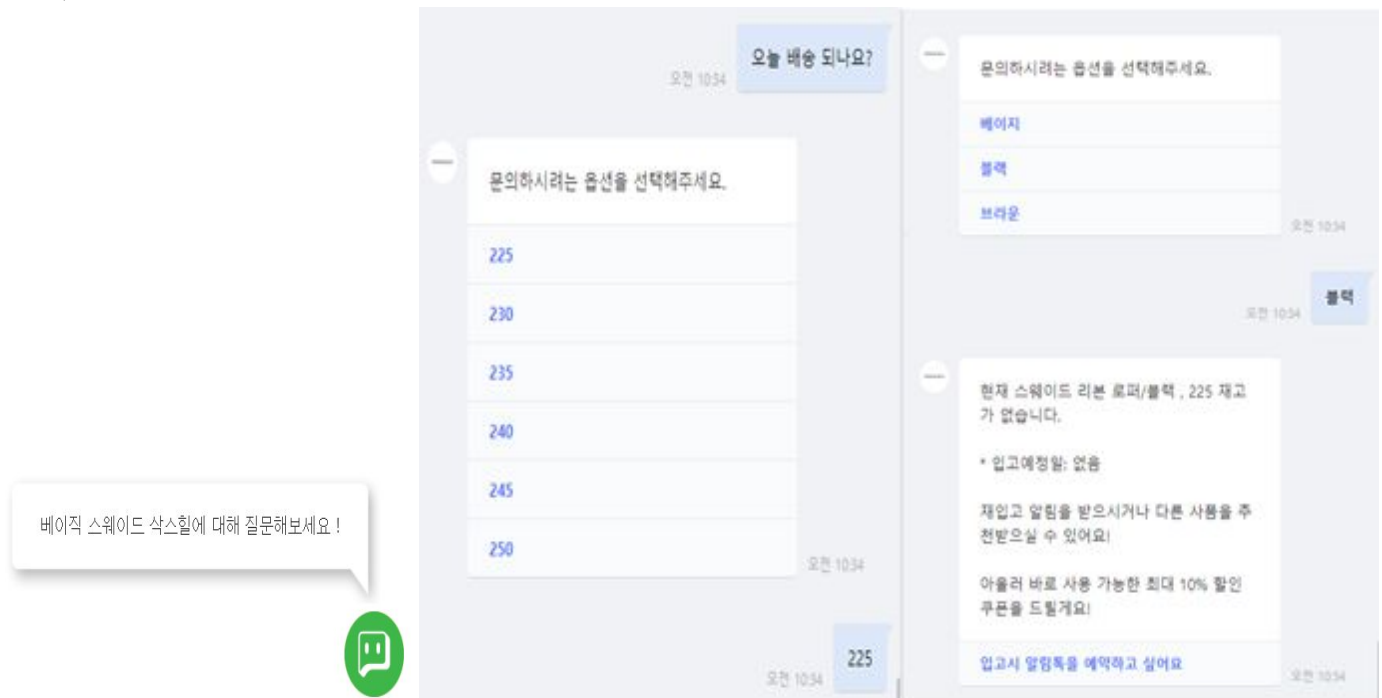 베이직 스웨이드 삭스힐에 대해 질문해보세요 !
오늘 배송 되나요?
오전 10:34
문의하시려는 옵션을 선택해주세요.
225
230
235
240
245
250
오전 10:34
225
오전 10:34
문의하시려는 옵션을 선택해주세요.
베이지
블랙
브라운
오전 10:34
블랙
오전 10:34
현재 스웨이드 리본 로퍼/블랙 , 225 재고
가 없습니다.
* 입고예정일: 없음
재입고 알림을 받으시거나 다른 상품을 추
천받으실 수 있어요!
아울러 바로 사용 가능한 최대 10% 할인
쿠폰을 드릴게요!
입고시 알림톡을 예약하고 싶어요
오전 10:34